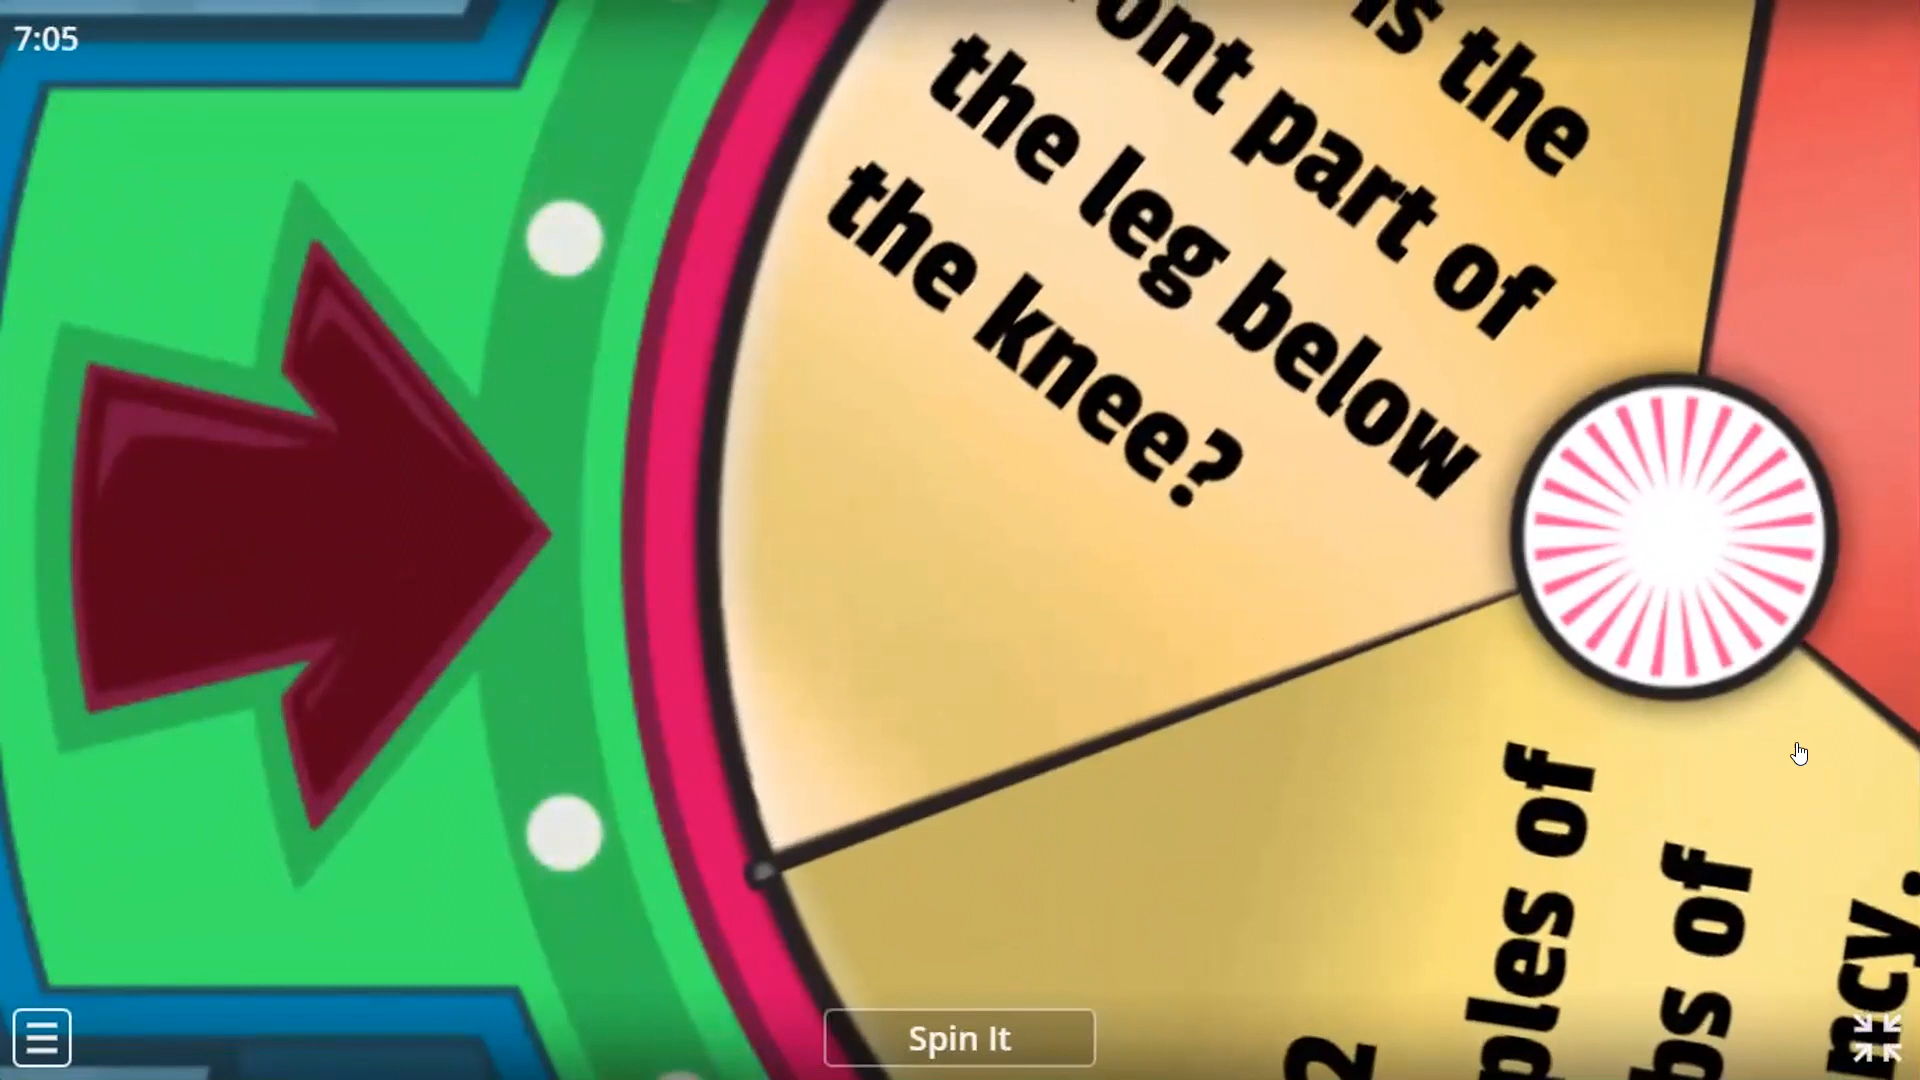 7:05
is the
ont part of
the leg below
the knee?
2
ples of
bs of
ncy.
Spin It